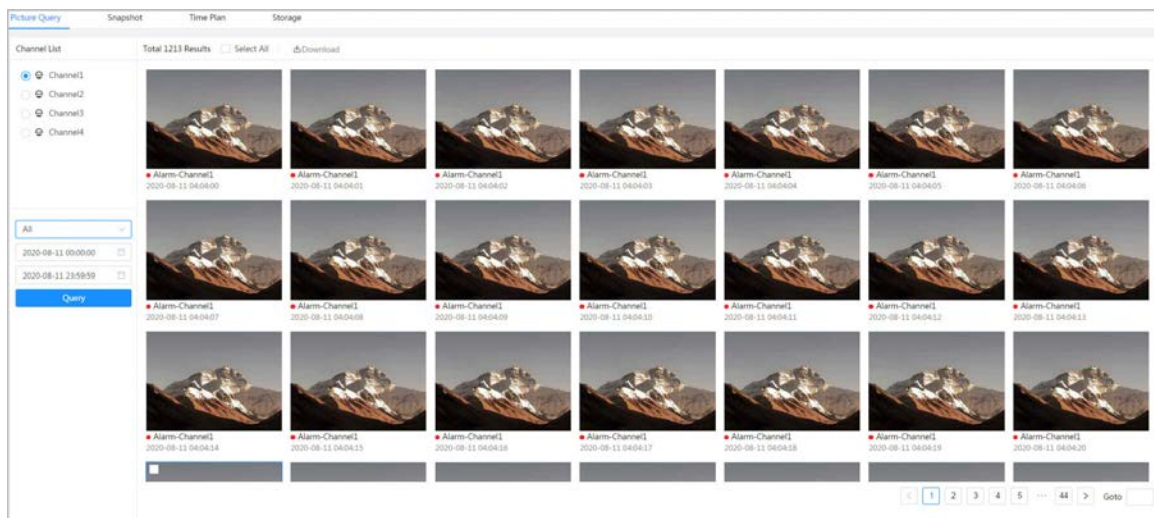 Picture Query Snapshot Time Plan Storage
Channel List Total 1213 Results Select All Download
Channel1
Channel2
Channel3
Channel4
Alarm-Channel1 Alarm-Channel1 Alarm-Channel1 Alarm-Channel1 Alarm-Channel1 Alarm-Channel1 Alarm-Channel1
2020-08-11 04:04:00 2020-08-11 04:04:01 2020-08-11 04:04:02 2020-08-11 04:04:03 2020-08-11 04:04:04 2020-08-11 04:04:05 2020-08-11 04:04:06
All
2020-08-11 00:00:00
2020-08-11 23:59:59
Query
Alarm-Channel1 Alarm-Channel1 Alarm-Channel1 Alarm-Channel1 Alarm-Channel1 Alarm-Channel1 Alarm-Channel1
2020-08-11 04:04:07 2020-08-11 04:04:08 2020-08-11 04:04:09 2020-08-11 04:04:10 2020-08-11 04:04:11 2020-08-11 04:04:12 2020-08-11 04:04:13
Alarm-Channel1 Alarm-Channel1 Alarm-Channel1 Alarm-Channel1 Alarm-Channel1 Alarm-Channel1 Alarm-Channel1
2020-08-11 04:04:14 2020-08-11 04:04:15 2020-08-11 04:04:16 2020-08-11 04:04:17 2020-08-11 04:04:18 2020-08-11 04:04:19 2020-08-11 04:04:20
< 1 2 3 4 5 ··· 44 > Goto